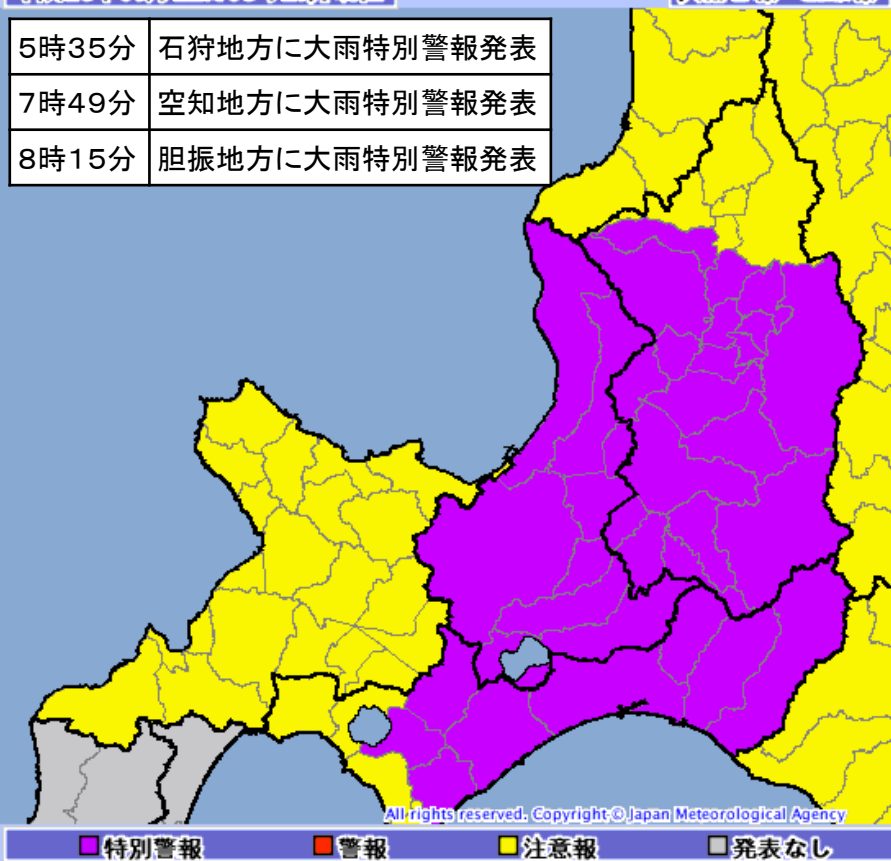 5時35分 石狩地方に大雨特別警報発表
7時49分 空知地方に大雨特別警報発表
8時15分 胆振地方に大雨特別警報発表
All rights reserved. Copyright © Japan Meteorological Agency
特別警報 警報 注意報 発表なし